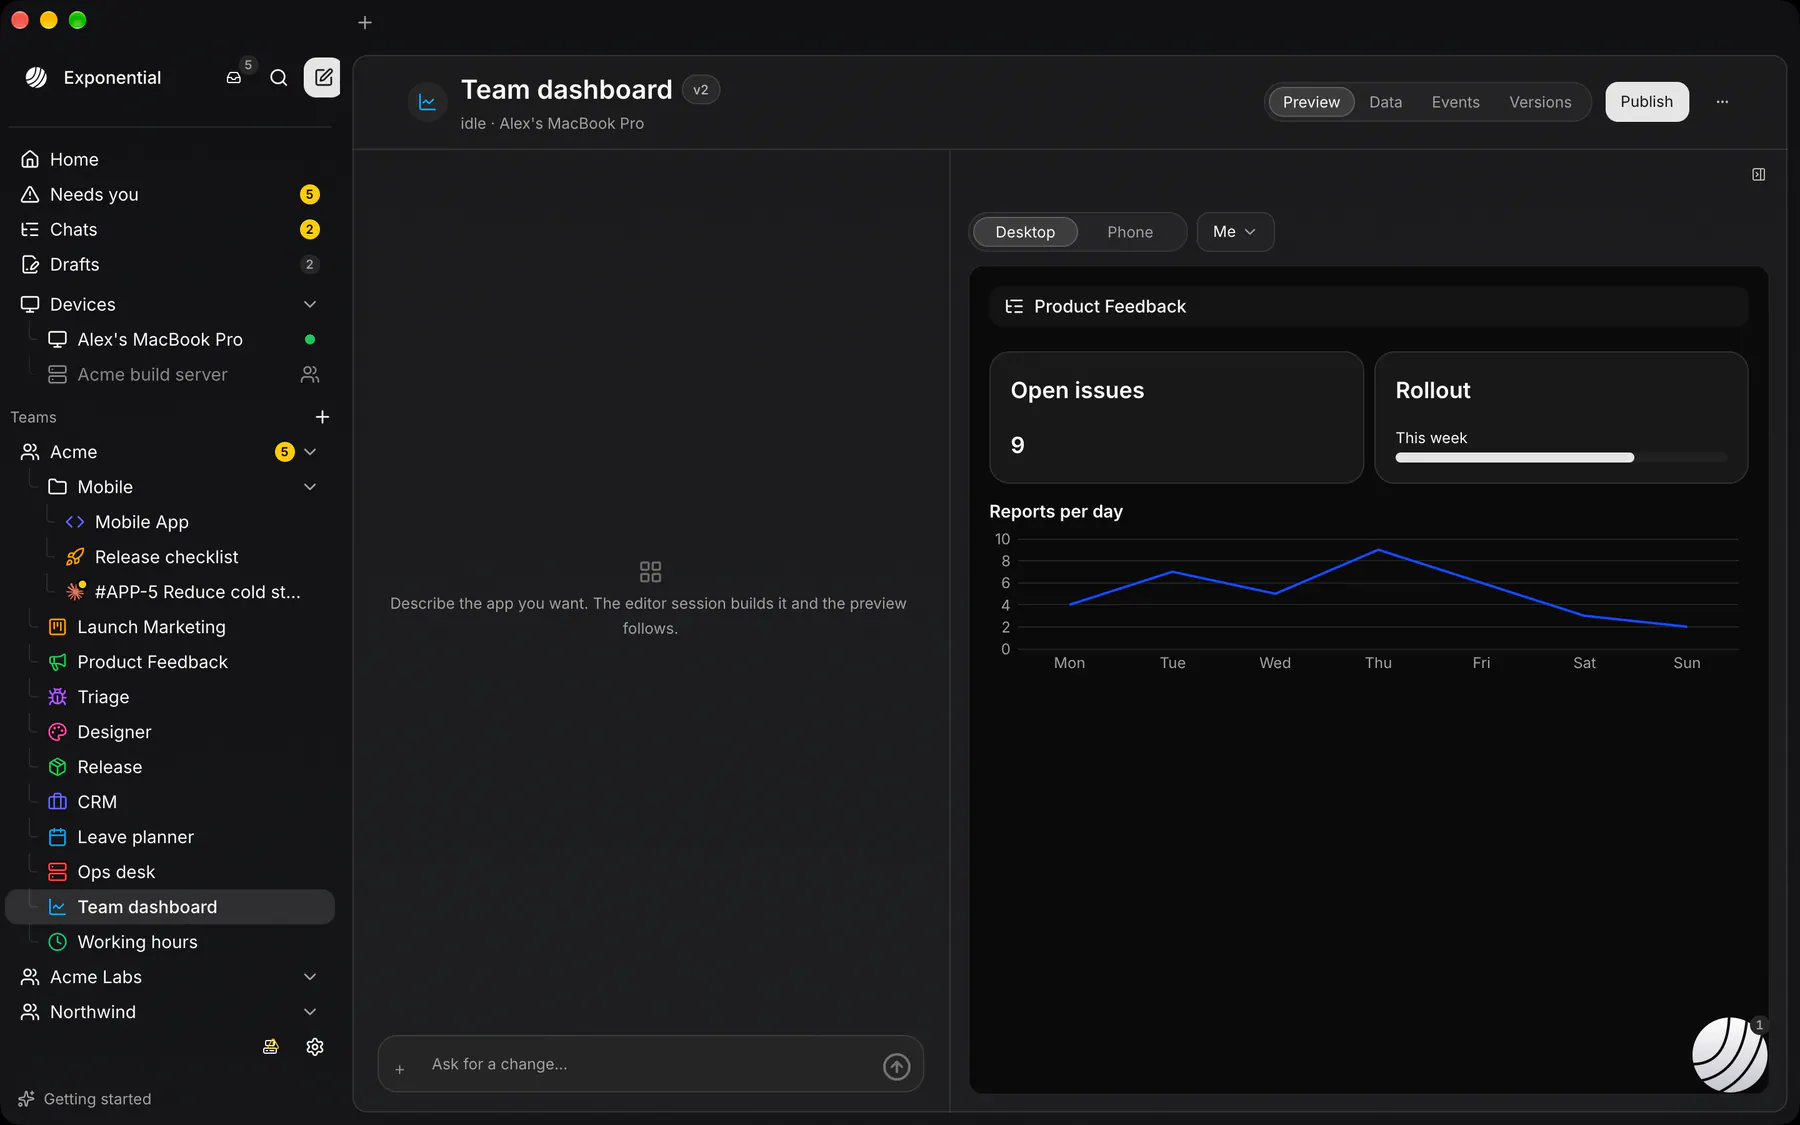 Exponential
5
Home
Needs you
5
Chats
2
Drafts
2
Devices
Alex's MacBook Pro
Acme build server
Teams
Acme
5
Mobile
Mobile App
Release checklist
#APP-5 Reduce cold st...
Launch Marketing
Product Feedback
Triage
Designer
Release
CRM
Leave planner
Ops desk
Team dashboard
Working hours
Acme Labs
Northwind
Getting started
Team dashboard v2
idle · Alex's MacBook Pro
Preview Data Events Versions
Publish
Describe the app you want. The editor session builds it and the preview
follows.
Ask for a change...
Desktop Phone Me
Product Feedback
Open issues
9
Rollout
This week
Reports per day
10
8
6
4
2
0
Mon Tue Wed Thu Fri Sat Sun
1